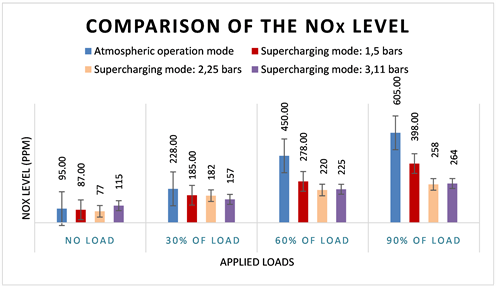 COMPARISON OF THE NOx LEVEL
Atmospheric operation mode Supercharging mode: 1,5 bars
Supercharging mode: 2,25 bars Supercharging mode: 3,11 bars
NOX LEVEL (PPM)
95.00 87.00 77 115 228.00 185.00 182 157 450.00 278.00 220 225 605.00 398.00 258 264
NO LOAD 30% OF LOAD 60% OF LOAD 90% OF LOAD
APPLIED LOADS